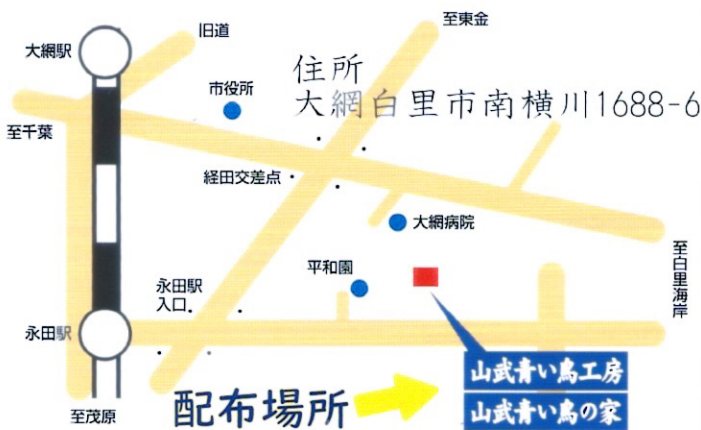 至東金
旧道
大網駅
住所
市役所
大網白里市南横川1688-6
至千葉
経田交差点
大網病院
至白里海岸
平和園
永田駅
入口
永田駅
山武青い鳥工房
配布場所
山武青い鳥の家
至茂原